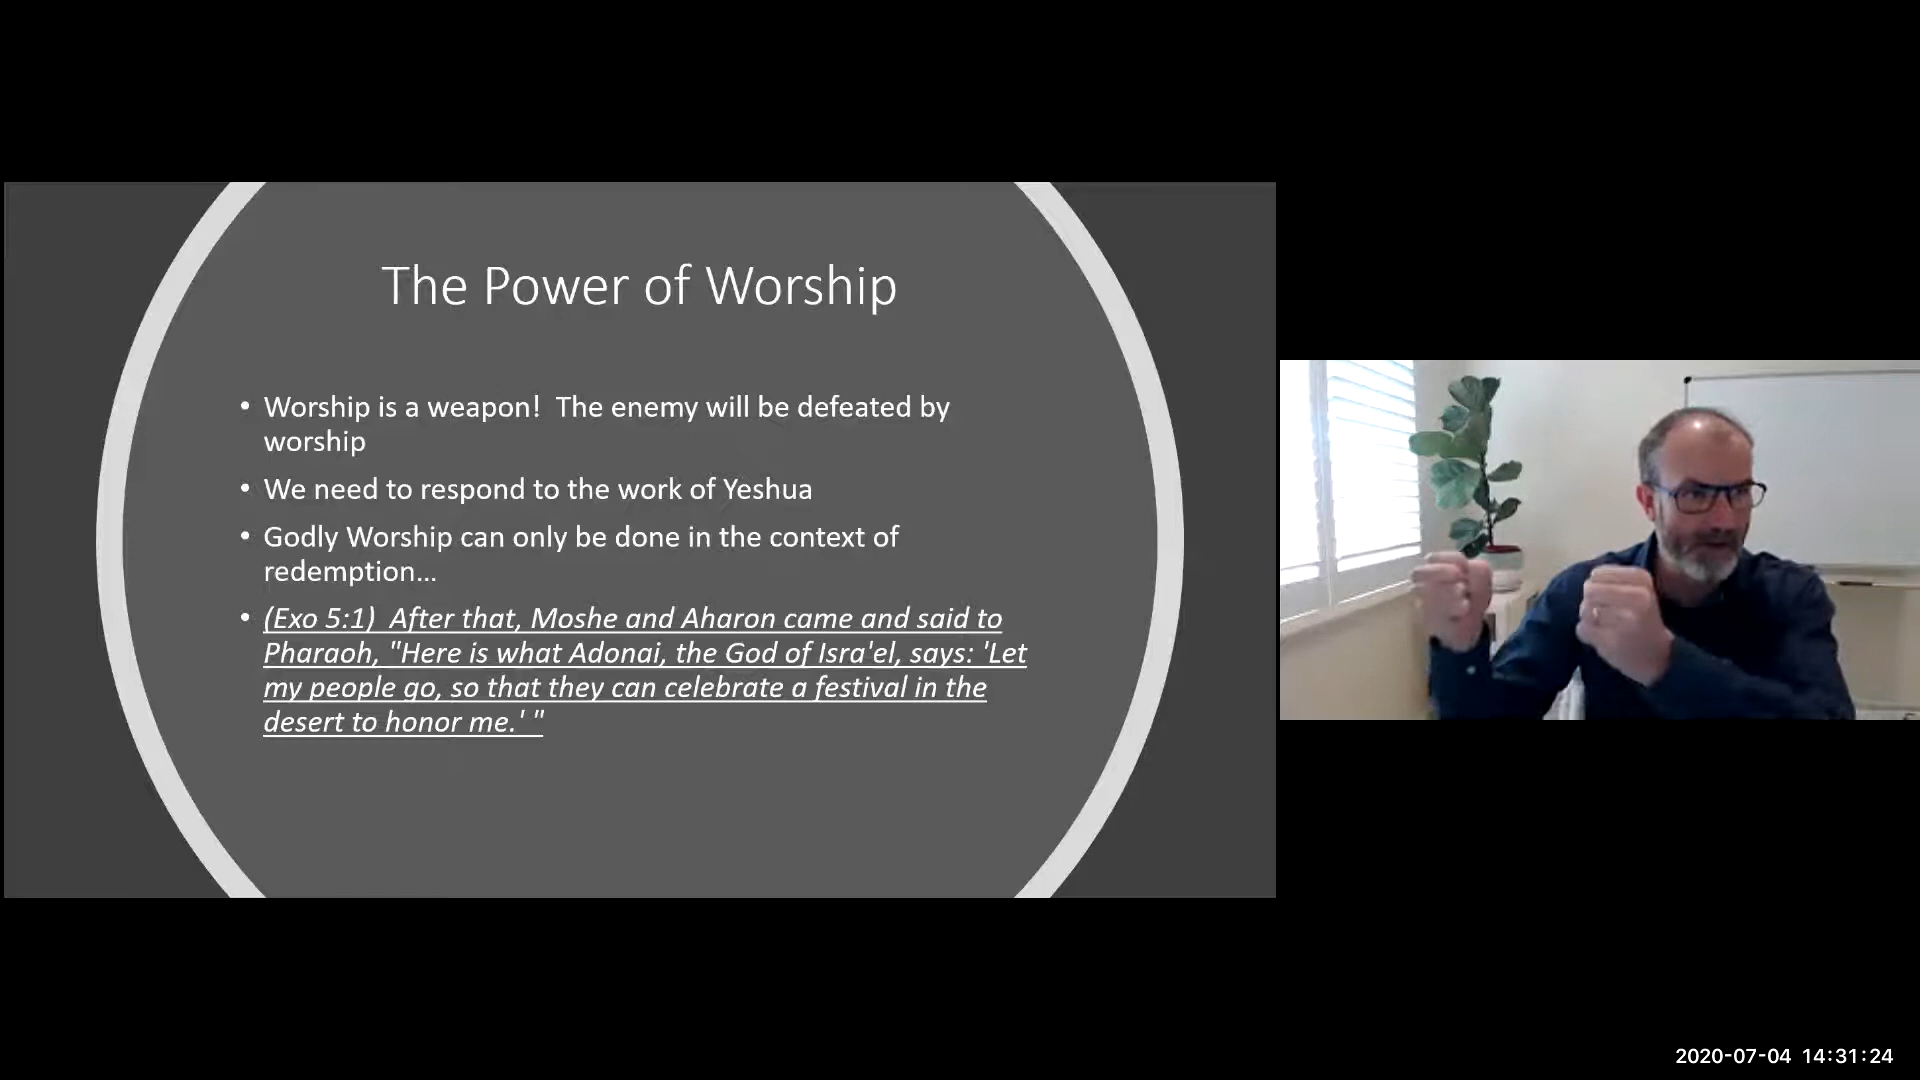 The Power of Worship
• Worship is a weapon!  The enemy will be defeated by
worship
• We need to respond to the work of Yeshua
• Godly Worship can only be done in the context of
redemption…
• (Exo 5:1)  After that, Moshe and Aharon came and said to
Pharaoh, "Here is what Adonai, the God of Isra'el, says: 'Let
my people go, so that they can celebrate a festival in the
desert to honor me.' "
2020-07-04 14:31:24